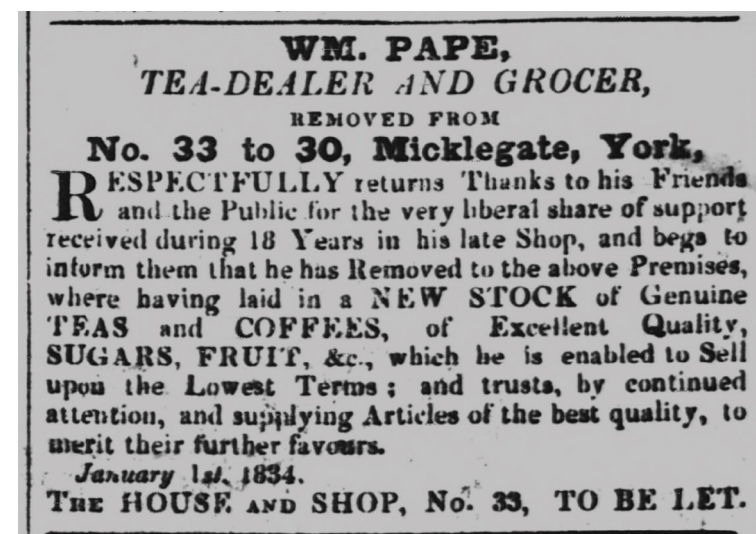 WM. PAPE,
TEA-DEALER AND GROCER,
REMOVED FROM
No. 33 to 30, Micklegate, York,
RESPECTFULLY returns Thanks to his Friends
and the Public for the very liberal share of support
received during 18 Years in his late Shop, and begs to
inform them that he has Removed to the above Premises,
where having laid in a NEW STOCK of Genuine
TEAS and COFFEES, of Excellent Quality,
SUGARS, FRUIT, &c., which he is enabled to Sell
upon the Lowest Terms; and trusts, by continued
attention, and supplying Articles of the best quality, to
merit their further favours.
January 1st, 1834.
THE HOUSE AND SHOP, No. 33, TO BE LET.